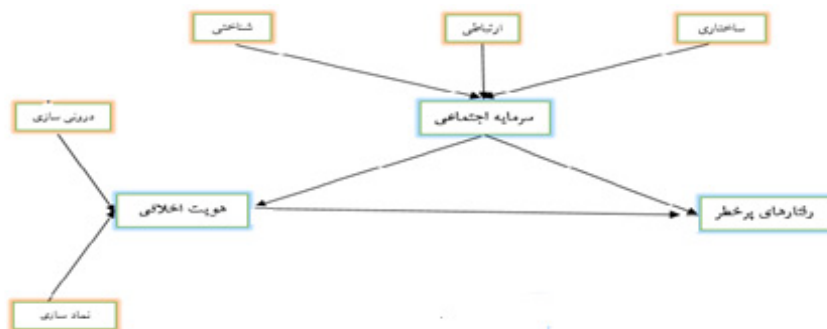 ساختاری
ارتباطی
شناختی
سرمایه اجتماعی
درونی سازی
هویت اخلاقی
رفتارهای پرخطر
نماد سازی